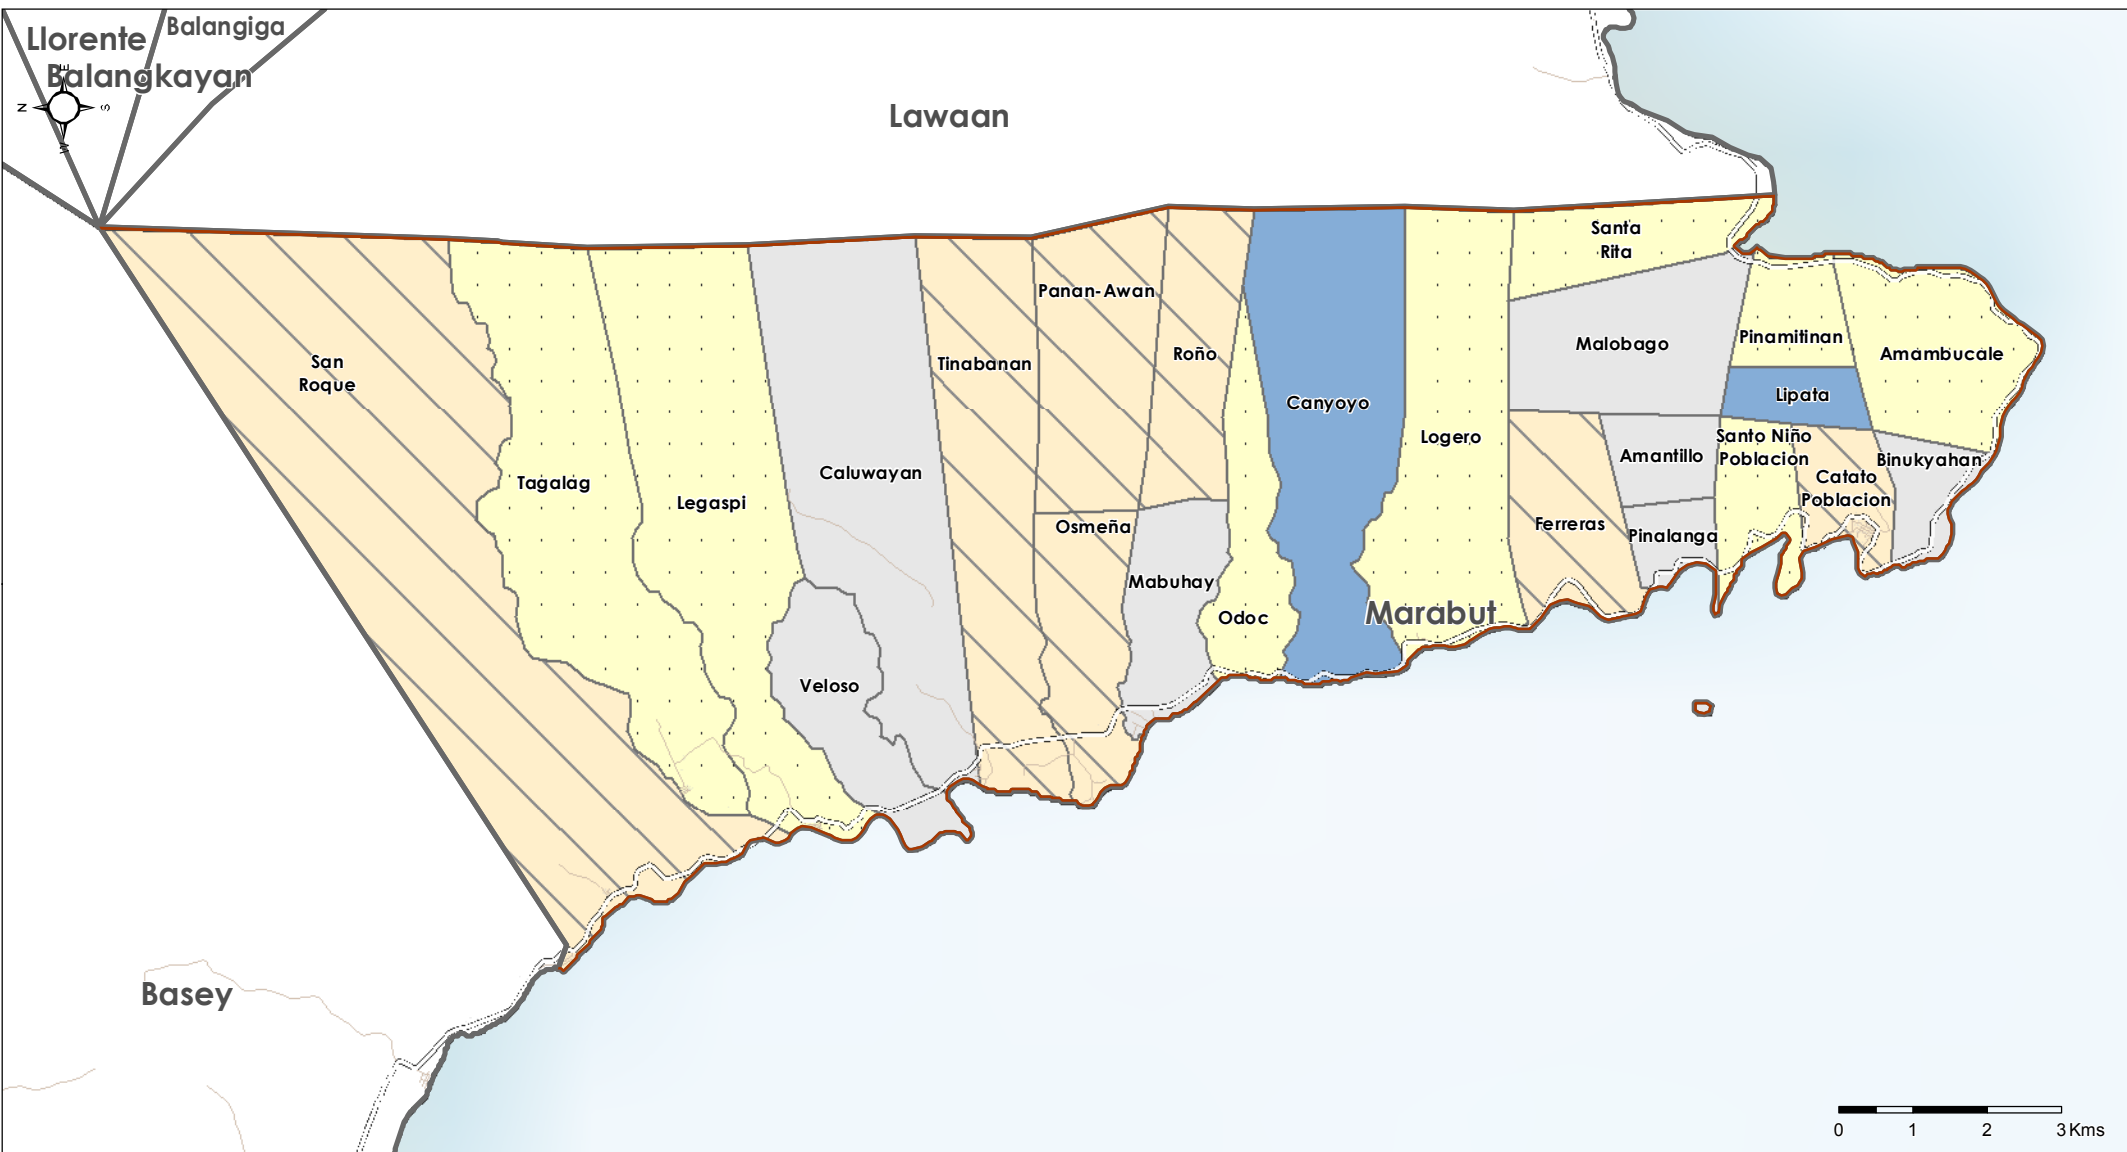 Balangiga
Llorente
Balangkayan
E
N
S
W
Lawaan
Santa
Rita
Panan-Awan
Pinamitinan
Malobago
Roño
Amambucale
San
Roque
Tinabanan
Lipata
Canyoyo
Logero
Santo Niño
Poblacion
Amantillo
Binukyahan
Caluwayan
Catato
Poblacion
Tagalag
Legaspi
Osmeña
Ferreras
Pinalanga
Mabuhay
Marabut
Odoc
Veloso
Basey
0 1 2 3 Kms